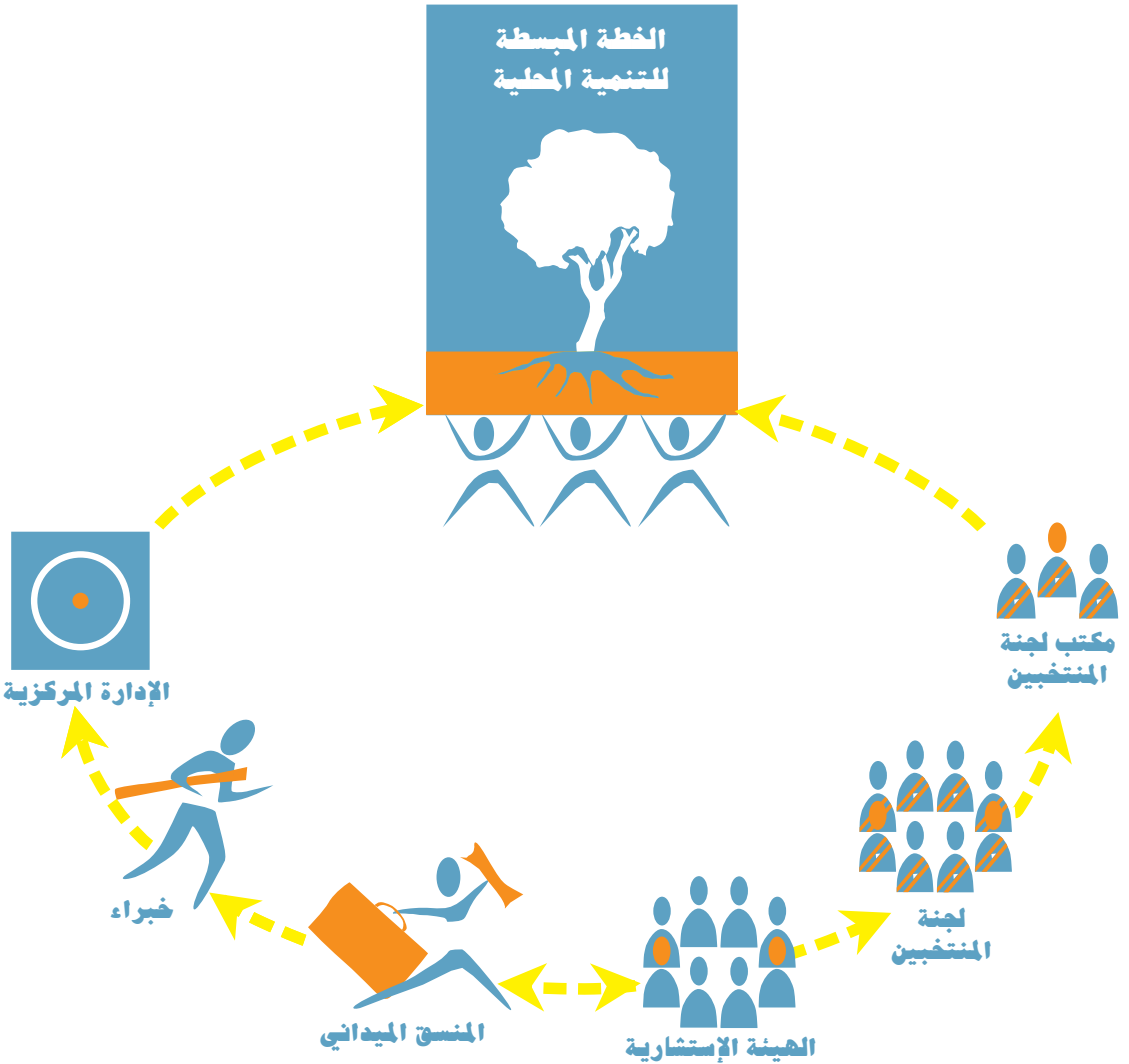 الخطة المبسطة
للتنمية المحلية
مكتب لجنة
المنتخبين
الإدارة المركزية
خبراء
لجنة
المنتخبين
المنسق الميداني
الهيئة الإستشارية